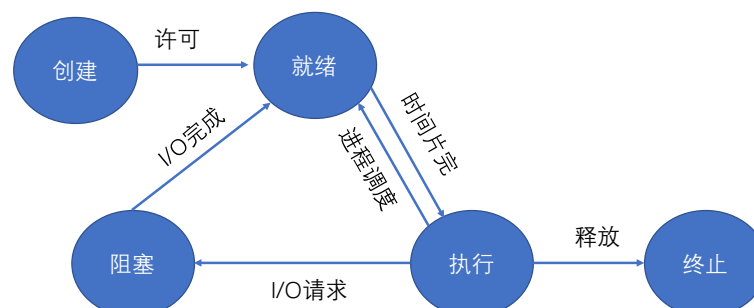 许可
创建
就绪
I/O完成
时间片完
进程调度
阻塞
执行
释放
终止
I/O请求